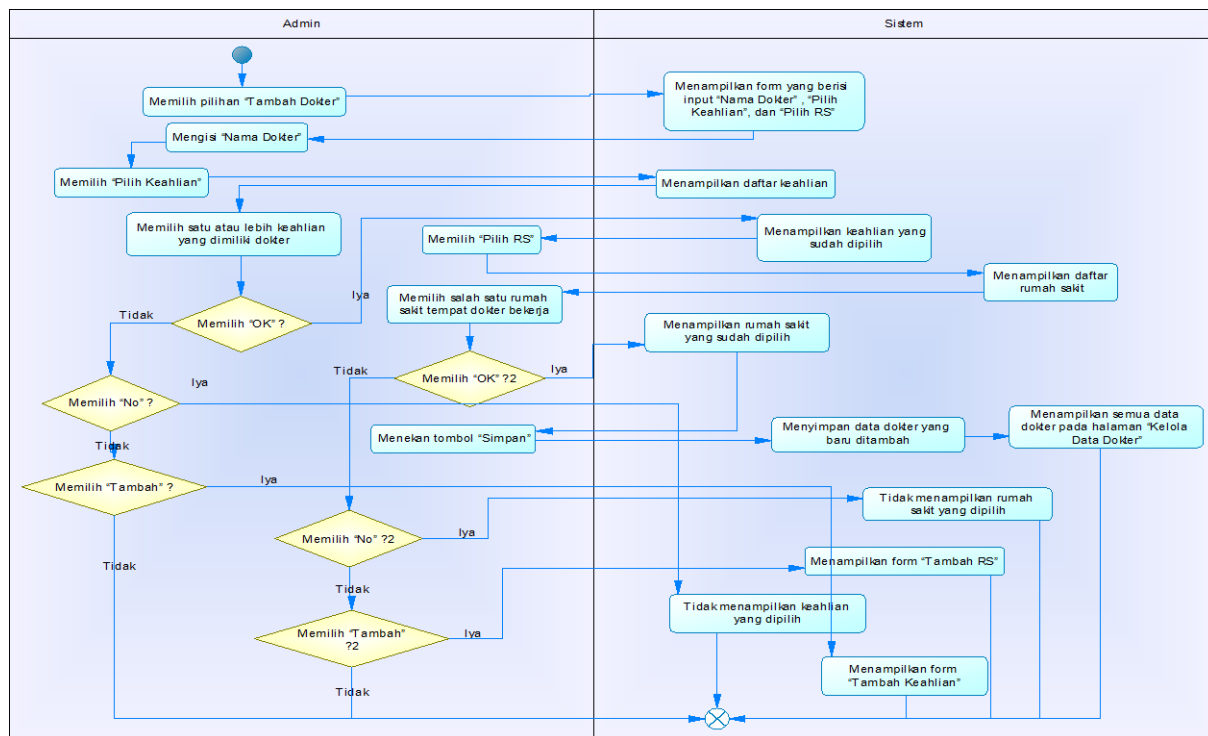 Admin
Sistem
Memilih pilihan “Tambah Dokter”
Menampilkan form yang berisi
input “Nama Dokter” , “Pilih
Keahlian”, dan “Pilih RS”
Mengisi “Nama Dokter”
Memilih “Pilih Keahlian”
Menampilkan daftar keahlian
Memilih satu atau lebih keahlian
yang dimiliki dokter
Memilih “Pilih RS”
Menampilkan keahlian yang
sudah dipilih
Menampilkan daftar
rumah sakit
Iya
Memilih salah satu rumah
sakit tempat dokter bekerja
Tidak
Memilih “OK” ?
Menampilkan rumah sakit
yang sudah dipilih
Tidak
Memilih “OK” ?2
Iya
Iya
Memilih “No” ?
Menampilkan semua data
dokter pada halaman “Kelola
Data Dokter”
Menekan tombol “Simpan”
Menyimpan data dokter yang
baru ditambah
Tidak
Memilih “Tambah” ?
Iya
Tidak menampilkan rumah
sakit yang dipilih
Iya
Memilih “No” ?2
Tidak
Menampilkan form “Tambah RS”
Tidak
Tidak menampilkan keahlian
yang dipilih
Memilih “Tambah”
?2
Iya
Menampilkan form
“Tambah Keahlian”
Tidak